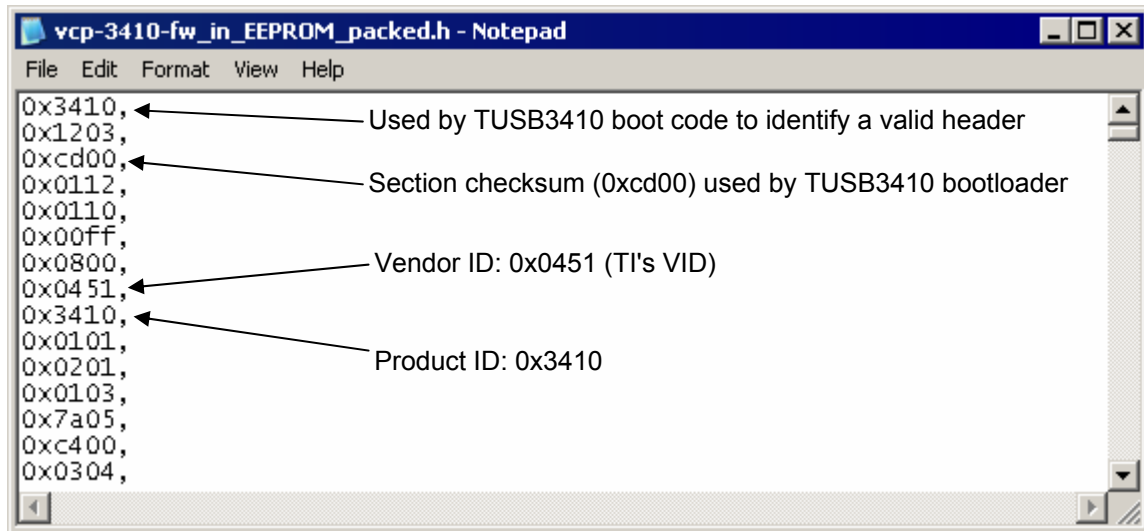 vcp-3410-fw_in_EEPROM_packed.h - Notepad
File Edit Format View Help
0x3410,
Used by TUSB3410 boot code to identify a valid header
0x1203,
0xcd00,
Section checksum (0xcd00) used by TUSB3410 bootloader
0x0112,
0x0110,
0x00ff,
0x0800,
Vendor ID: 0x0451 (TI's VID)
0x0451,
0x3410,
0x0101,
Product ID: 0x3410
0x0201,
0x0103,
0x7a05,
0xc400,
0x0304,